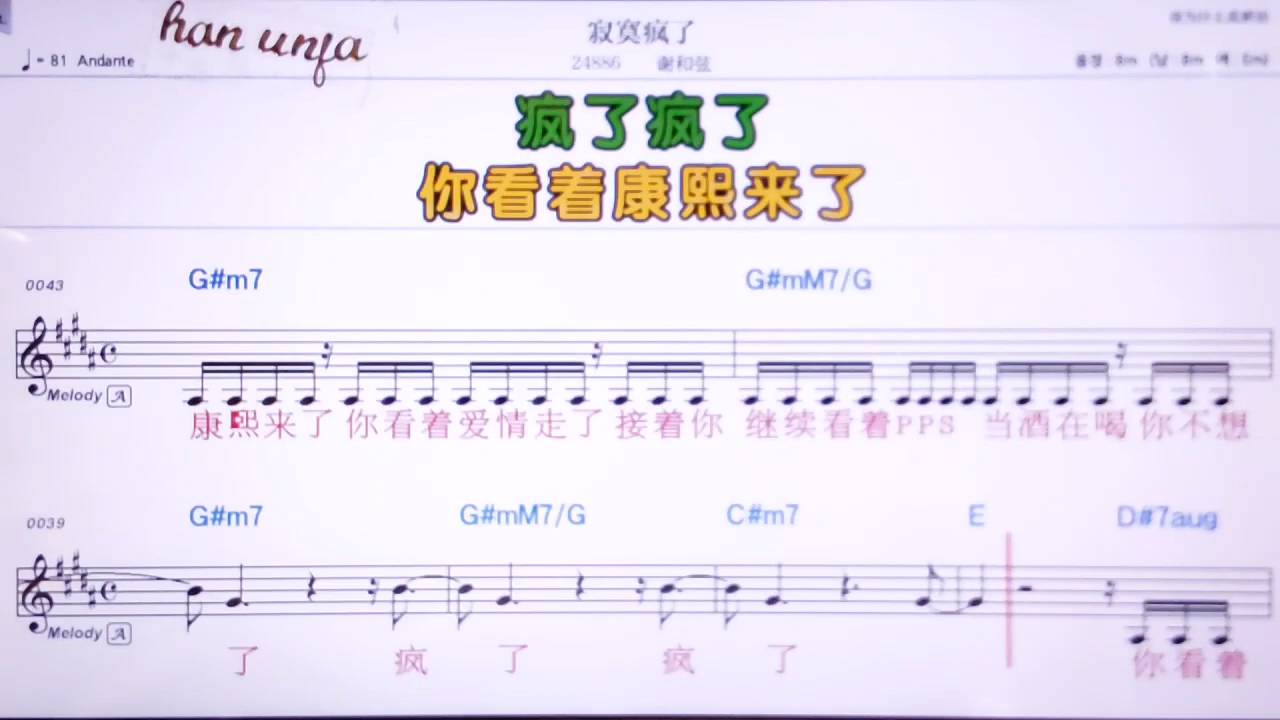 han unfa
寂寞疯了
♩= 81 Andante
24886 谢和弦
疯了疯了
你看着康熙来了
0043
G#m7 G#mM7/G
Melody A
康熙来了 你看着爱情走了 接着你 继续看着PPS 当酒在喝 你不想
0039
G#m7 G#mM7/G C#m7 E D#7aug
Melody A
了 疯 了 疯 了 你看着